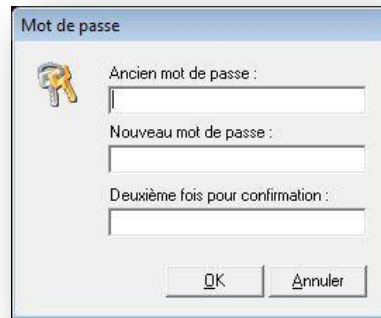 Mot de passe
Ancien mot de passe :
Nouveau mot de passe :
Deuxième fois pour confirmation :
OK Annuler